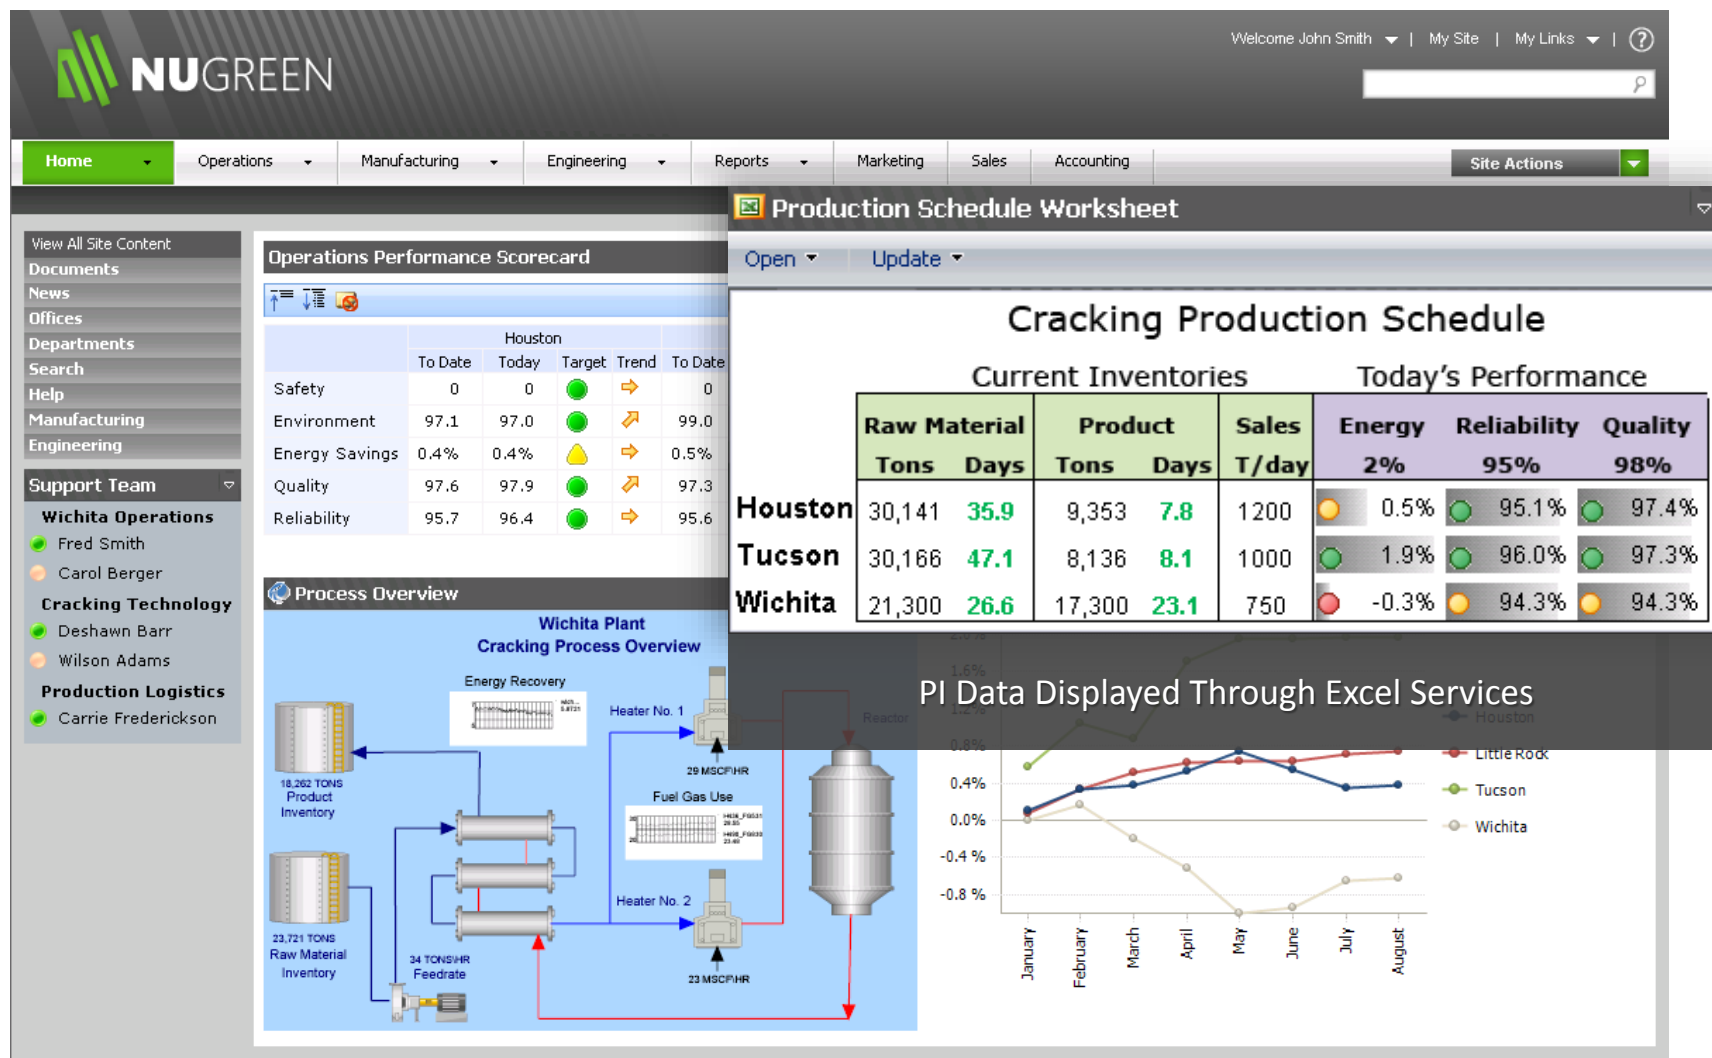 NUGREEN
Welcome John Smith | My Site | My Links |
Home Operations Manufacturing Engineering Reports Marketing Sales Accounting Site Actions
View All Site Content
Documents
News
Offices
Departments
Search
Help
Manufacturing
Engineering
Support Team
Wichita Operations
Fred Smith
Carol Berger
Cracking Technology
Deshawn Barr
Wilson Adams
Production Logistics
Carrie Frederickson
Operations Performance Scorecard
Houston
To Date Today Target Trend To Date
Safety 0 0 0
Environment 97.1 97.0 99.0
Energy Savings 0.4% 0.4% 0.5%
Quality 97.6 97.9 97.3
Reliability 95.7 96.4 95.6
Production Schedule Worksheet
Open Update
Cracking Production Schedule
Current Inventories Today's Performance
Raw Material Product Sales Energy Reliability Quality
Tons Days Tons Days T/day 2% 95% 98%
Houston 30,141 35.9 9,353 7.8 1200 0.5% 95.1% 97.4%
Tucson 30,166 47.1 8,136 8.1 1000 1.9% 96.0% 97.3%
Wichita 21,300 26.6 17,300 23.1 750 -0.3% 94.3% 94.3%
PI Data Displayed Through Excel Services
Process Overview
Wichita Plant
Cracking Process Overview
Energy Recovery
Heater No. 1
Reactor
29 MSCF\HR
18,262 TONS
Product
Inventory
Fuel Gas Use
Heater No. 2
23,721 TONS
Raw Material
Inventory
34 TONS\HR
Feedrate
23 MSCF\HR
2.0%
1.6%
1.2%
0.8%
0.4%
0.0%
-0.4 %
-0.8 %
January
February
March
April
May
June
July
August
Houston
Little Rock
Tucson
Wichita